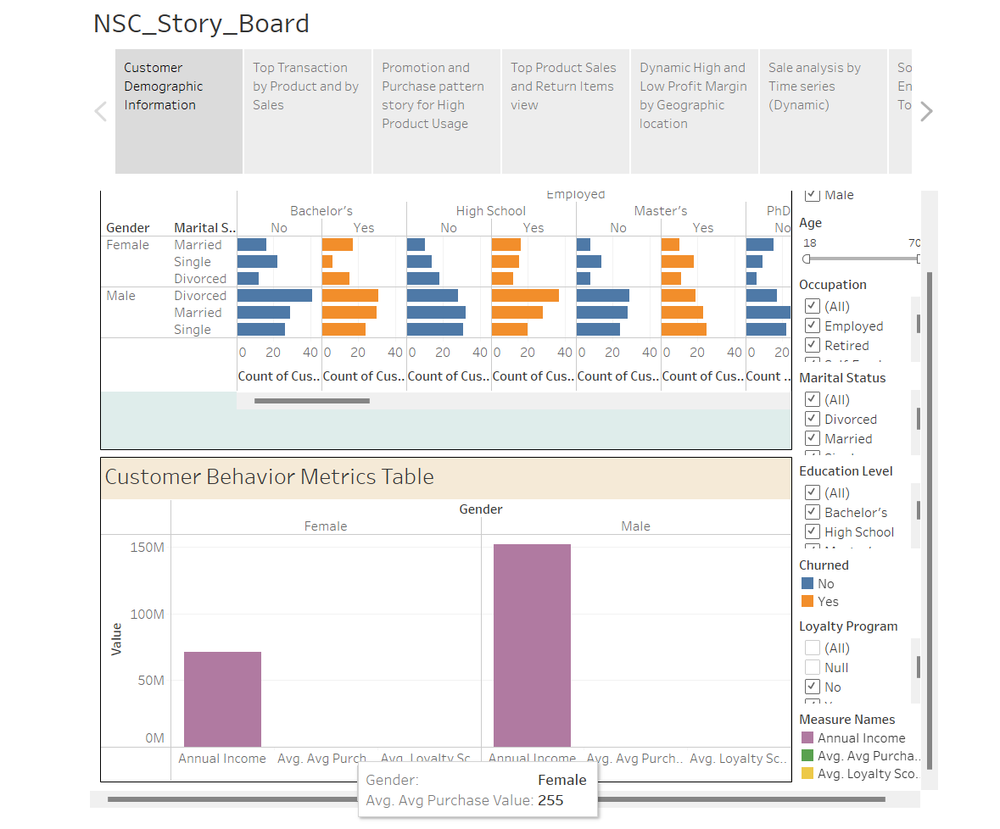 NSC_Story_Board
Customer
Demographic
Information
Top Transaction
by Product and by
Sales
Promotion and
Purchase pattern
story for High
Product Usage
Top Product Sales
and Return Items
view
Dynamic High and
Low Profit Margin
by Geographic
location
Sale analysis by
Time series
(Dynamic)
So
En
To
Employed
Bachelor's High School Master's PhD
Gender Marital S.. No Yes No Yes No Yes No
Female Married
Single
Divorced
Male Divorced
Married
Single
0 20 40 0 20 40 0 20 40 0 20 40 0 20 40 0 20 40 0 20
Count of Cus.. Count of Cus.. Count of Cus.. Count of Cus.. Count of Cus.. Count of Cus.. Count ..
Customer Behavior Metrics Table
Gender
Female Male
150M
100M
50M
0M
Value
Annual Income Avg. Avg Purch.. Avg. Loyalty Sc.. Annual Income Avg. Avg Purch.. Avg. Loyalty Sc..
Gender: Female
Avg. Avg Purchase Value: 255
Male
Age
18 70
Occupation
(All)
Employed
Retired
Marital Status
(All)
Divorced
Married
Education Level
(All)
Bachelor's
High School
Churned
No
Yes
Loyalty Program
(All)
Null
No
Measure Names
Annual Income
Avg. Avg Purcha..
Avg. Loyalty Sco..